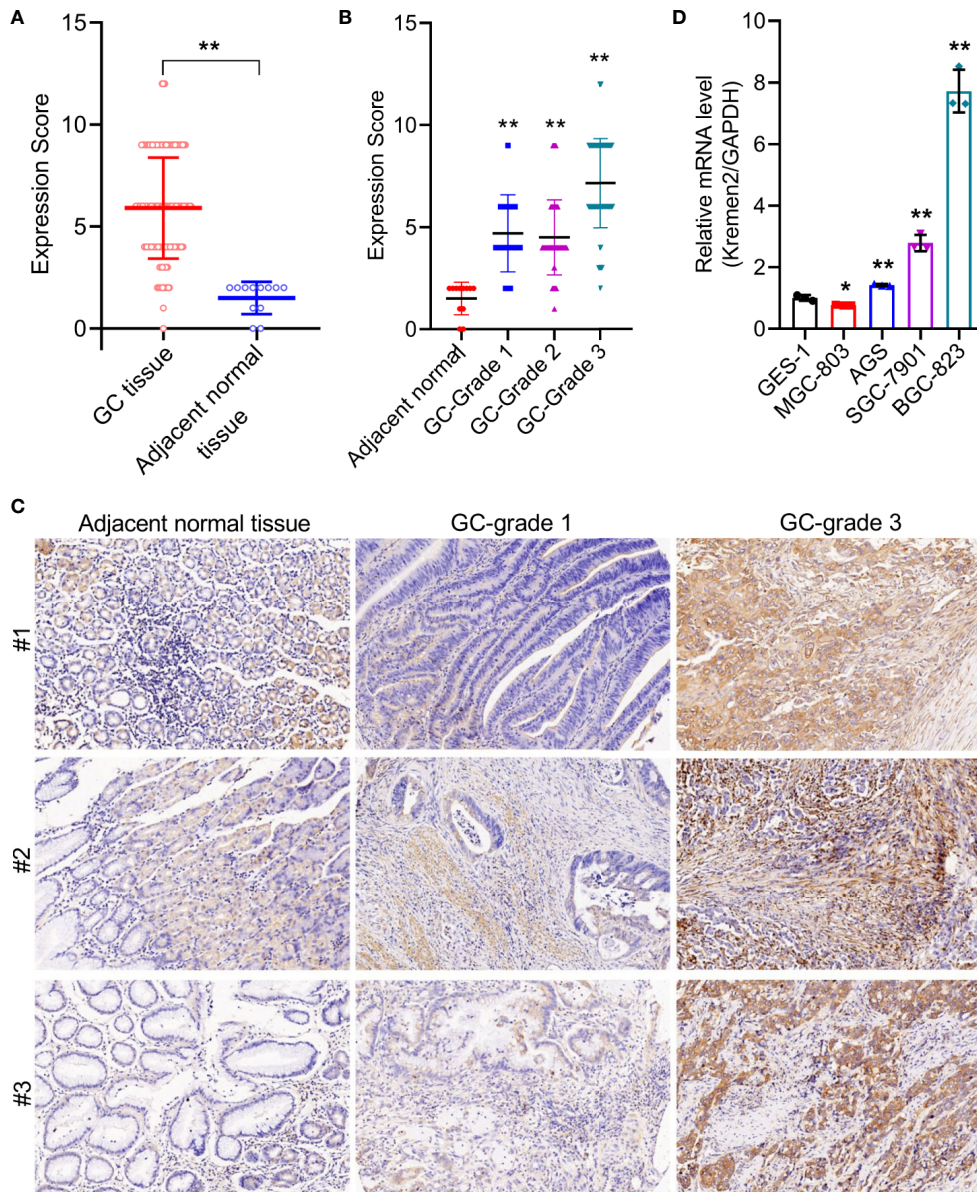 A
15
10
5
0
Expression Score
**
GC tissue
Adjacent normal
tissue
B
15
10
5
0
Expression Score
**
**
**
Adjacent normal
GC-Grade 1
GC-Grade 2
GC-Grade 3
D
10
8
6
4
2
0
Relative mRNA level
(Kremen2/GAPDH)
*
**
**
**
GES-1
MGC-803
AGS
SGC-7901
BGC-823
C
Adjacent normal tissue
GC-grade 1
GC-grade 3
#1
#2
#3